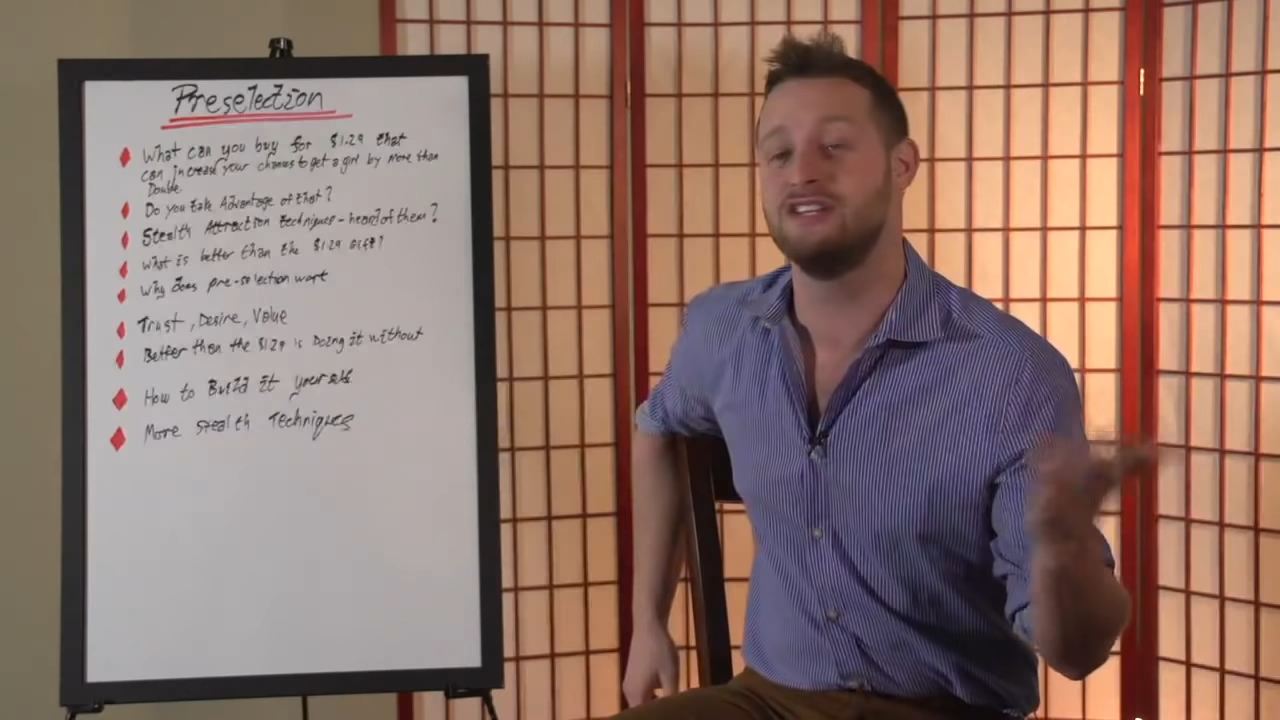 Preselection
What can you buy for $1.29 that
can Increase your chances to get a girl by more than
Double
Do you take Advantage of that?
Stealth Attraction techniques - heard of them?
What is better than the $1.29 Gift?
Why does pre-selection work
Trust, Desire, Value
Better then the $1.29 is Doing it without
How to Build it yourself
More Stealth Techniques